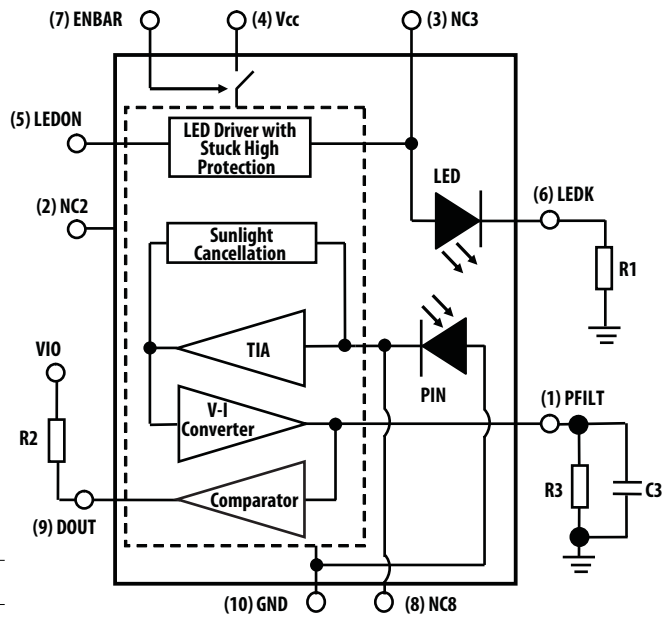 (7) ENBAR
(4) Vcc
(3) NC3
(5) LEDON
LED Driver with
Stuck High
Protection
LED
(6) LEDK
(2) NC2
Sunlight
Cancellation
R1
VIO
TIA
PIN
(1) PFILT
R2
V-I
Converter
R3
C3
Comparator
(9) DOUT
(10) GND
(8) NC8